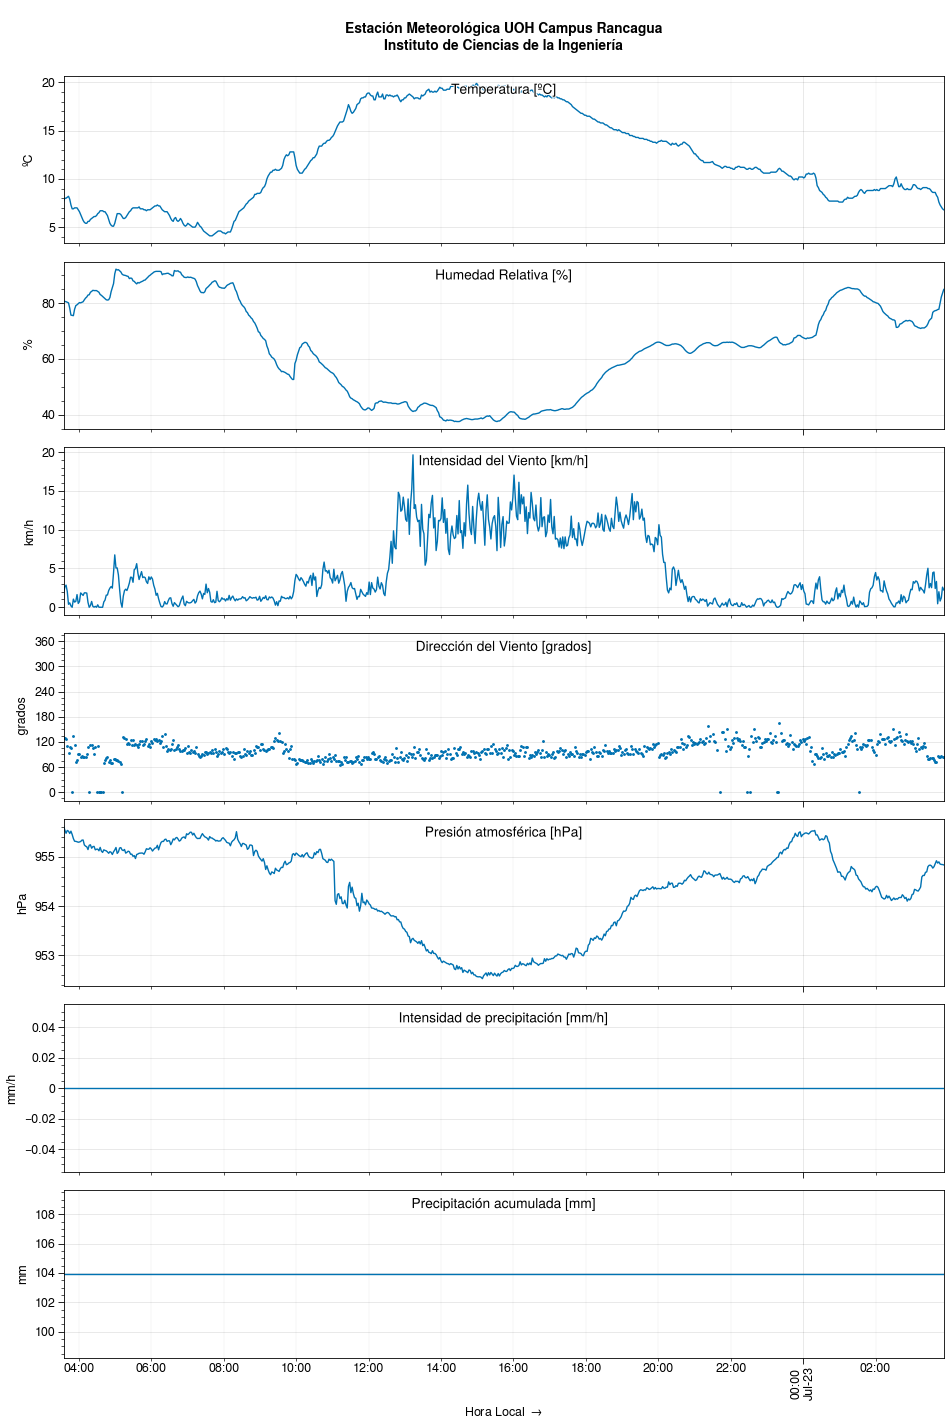 Estación Meteorológica UOH Campus Rancagua
Instituto de Ciencias de la Ingeniería
Temperatura [ºC]
20
15
10
5
ºC
Humedad Relativa [%]
80
60
40
%
Intensidad del Viento [km/h]
20
15
10
5
0
km/h
Dirección del Viento [grados]
360
300
240
180
120
60
0
grados
Presión atmosférica [hPa]
955
954
953
hPa
Intensidad de precipitación [mm/h]
0.04
0.02
0
−0.02
−0.04
mm/h
Precipitación acumulada [mm]
108
106
104
102
100
mm
04:00 06:00 08:00 10:00 12:00 14:00 16:00 18:00 20:00 22:00 00:00 02:00
Jul-23
Hora Local →